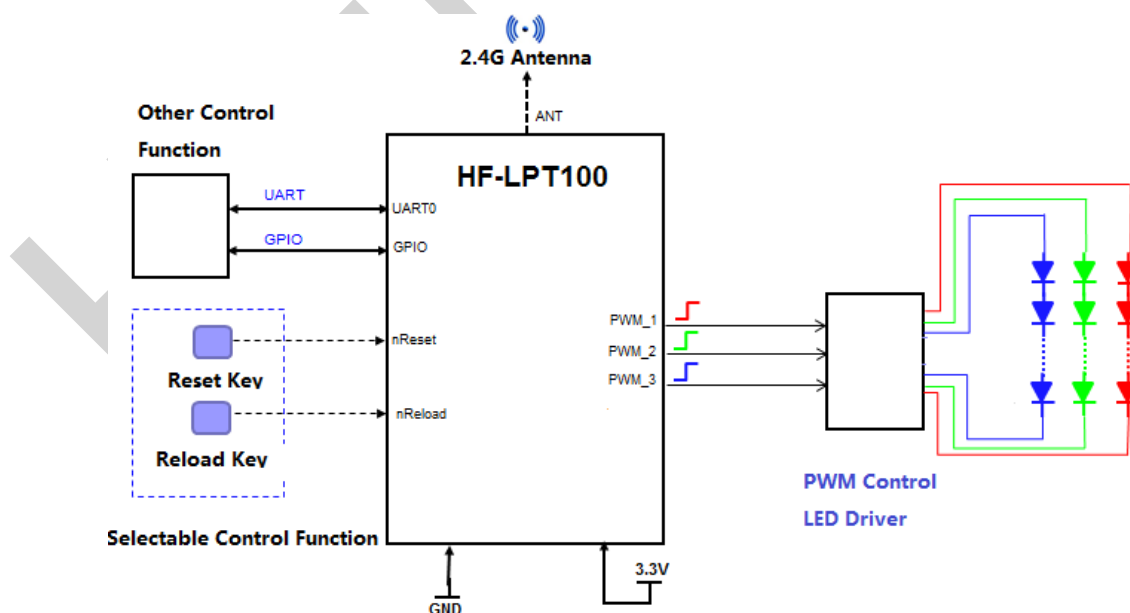 2.4G Antenna
ANT
Other Control
Function
HF-LPT100
UART
UART0
GPIO
GPIO
nReset
Reset Key
nReload
Reload Key
Selectable Control Function
PWM_1
PWM_2
PWM_3
PWM Control
LED Driver
3.3V
GND